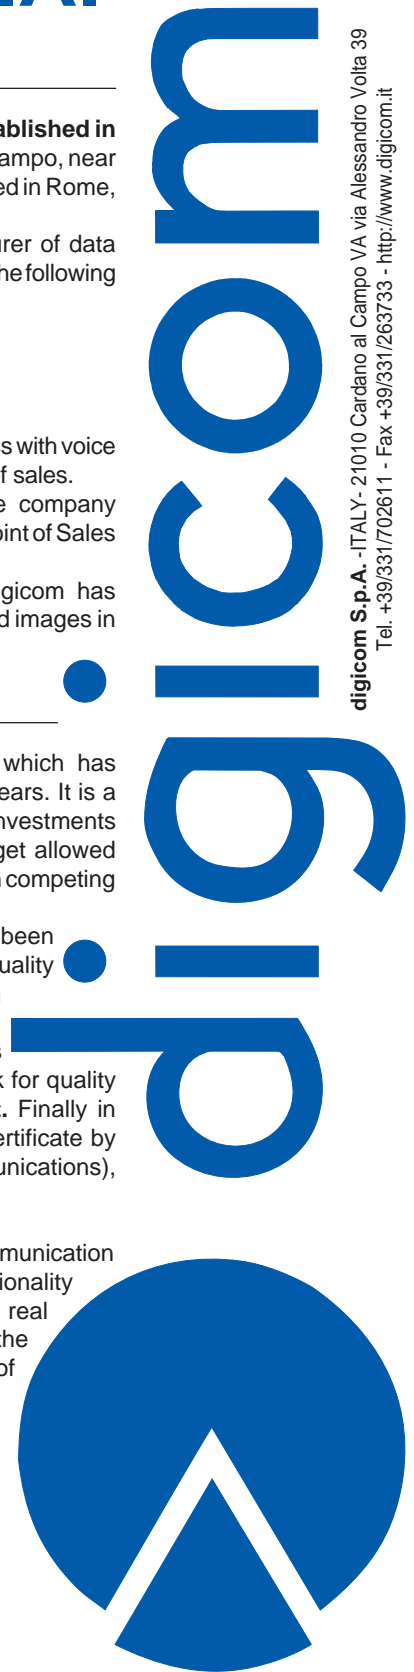 ablished in
ampo, near
ed in Rome,
rer of data
he following
s with voice
f sales.
e company
oint of Sales
gicom has
d images in
which has
ears. It is a
nvestments
get allowed
n competing
been
uality
s
k for quality
t. Finally in
ertificate by
unications),
mmunication
ionality
real
the
of
digicom
digicom S.p.A. -ITALY- 21010 Cardano al Campo VA via Alessandro Volta 39
Tel. +39/331/702611 - Fax +39/331/263733 - http://www.digicom.it